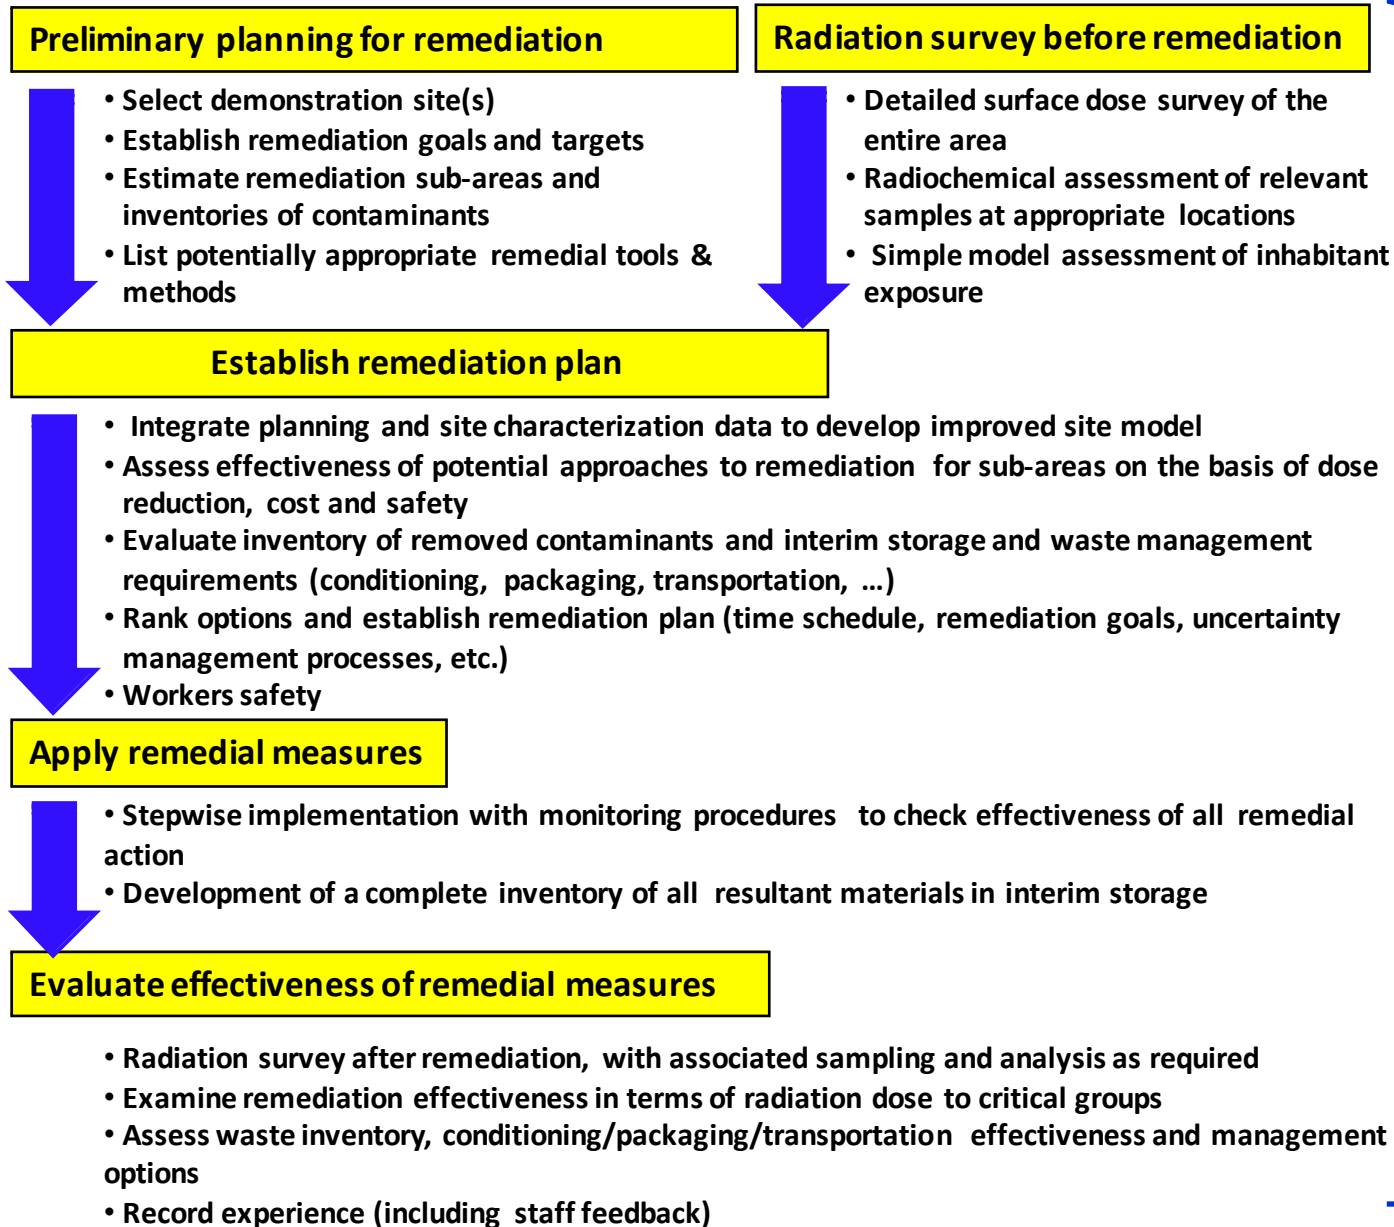 Preliminary planning for remediation
• Select demonstration site(s)
• Establish remediation goals and targets
• Estimate remediation sub-areas and
inventories of contaminants
• List potentially appropriate remedial tools &
methods
Radiation survey before remediation
• Detailed surface dose survey of the
entire area
• Radiochemical assessment of relevant
samples at appropriate locations
• Simple model assessment of inhabitant
exposure
Establish remediation plan
• Integrate planning and site characterization data to develop improved site model
• Assess effectiveness of potential approaches to remediation for sub-areas on the basis of dose
reduction, cost and safety
• Evaluate inventory of removed contaminants and interim storage and waste management
requirements (conditioning, packaging, transportation, ...)
• Rank options and establish remediation plan (time schedule, remediation goals, uncertainty
management processes, etc.)
• Workers safety
Apply remedial measures
• Stepwise implementation with monitoring procedures to check effectiveness of all remedial
action
• Development of a complete inventory of all resultant materials in interim storage
Evaluate effectiveness of remedial measures
• Radiation survey after remediation, with associated sampling and analysis as required
• Examine remediation effectiveness in terms of radiation dose to critical groups
• Assess waste inventory, conditioning/packaging/transportation effectiveness and management
options
• Record experience (including staff feedback)